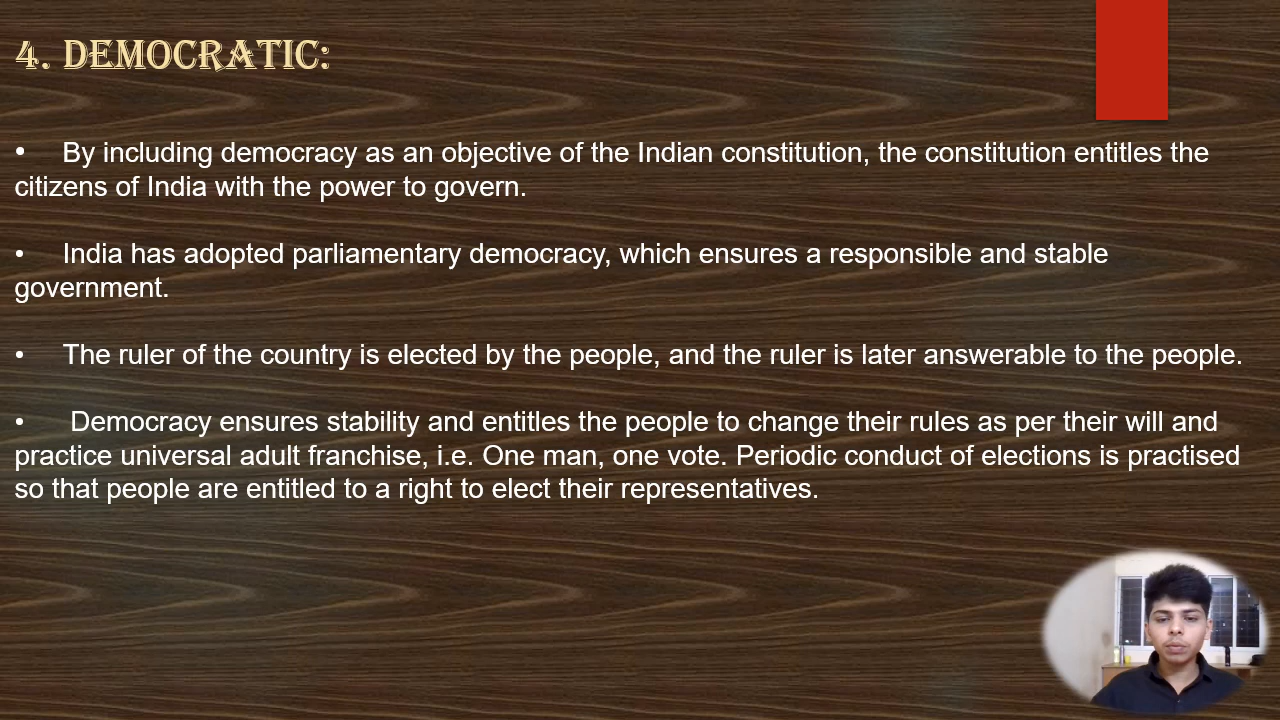 4. DEMOCRATIC:
• By including democracy as an objective of the Indian constitution, the constitution entitles the
citizens of India with the power to govern.
• India has adopted parliamentary democracy, which ensures a responsible and stable
government.
• The ruler of the country is elected by the people, and the ruler is later answerable to the people.
• Democracy ensures stability and entitles the people to change their rules as per their will and
practice universal adult franchise, i.e. One man, one vote. Periodic conduct of elections is practised
so that people are entitled to a right to elect their representatives.